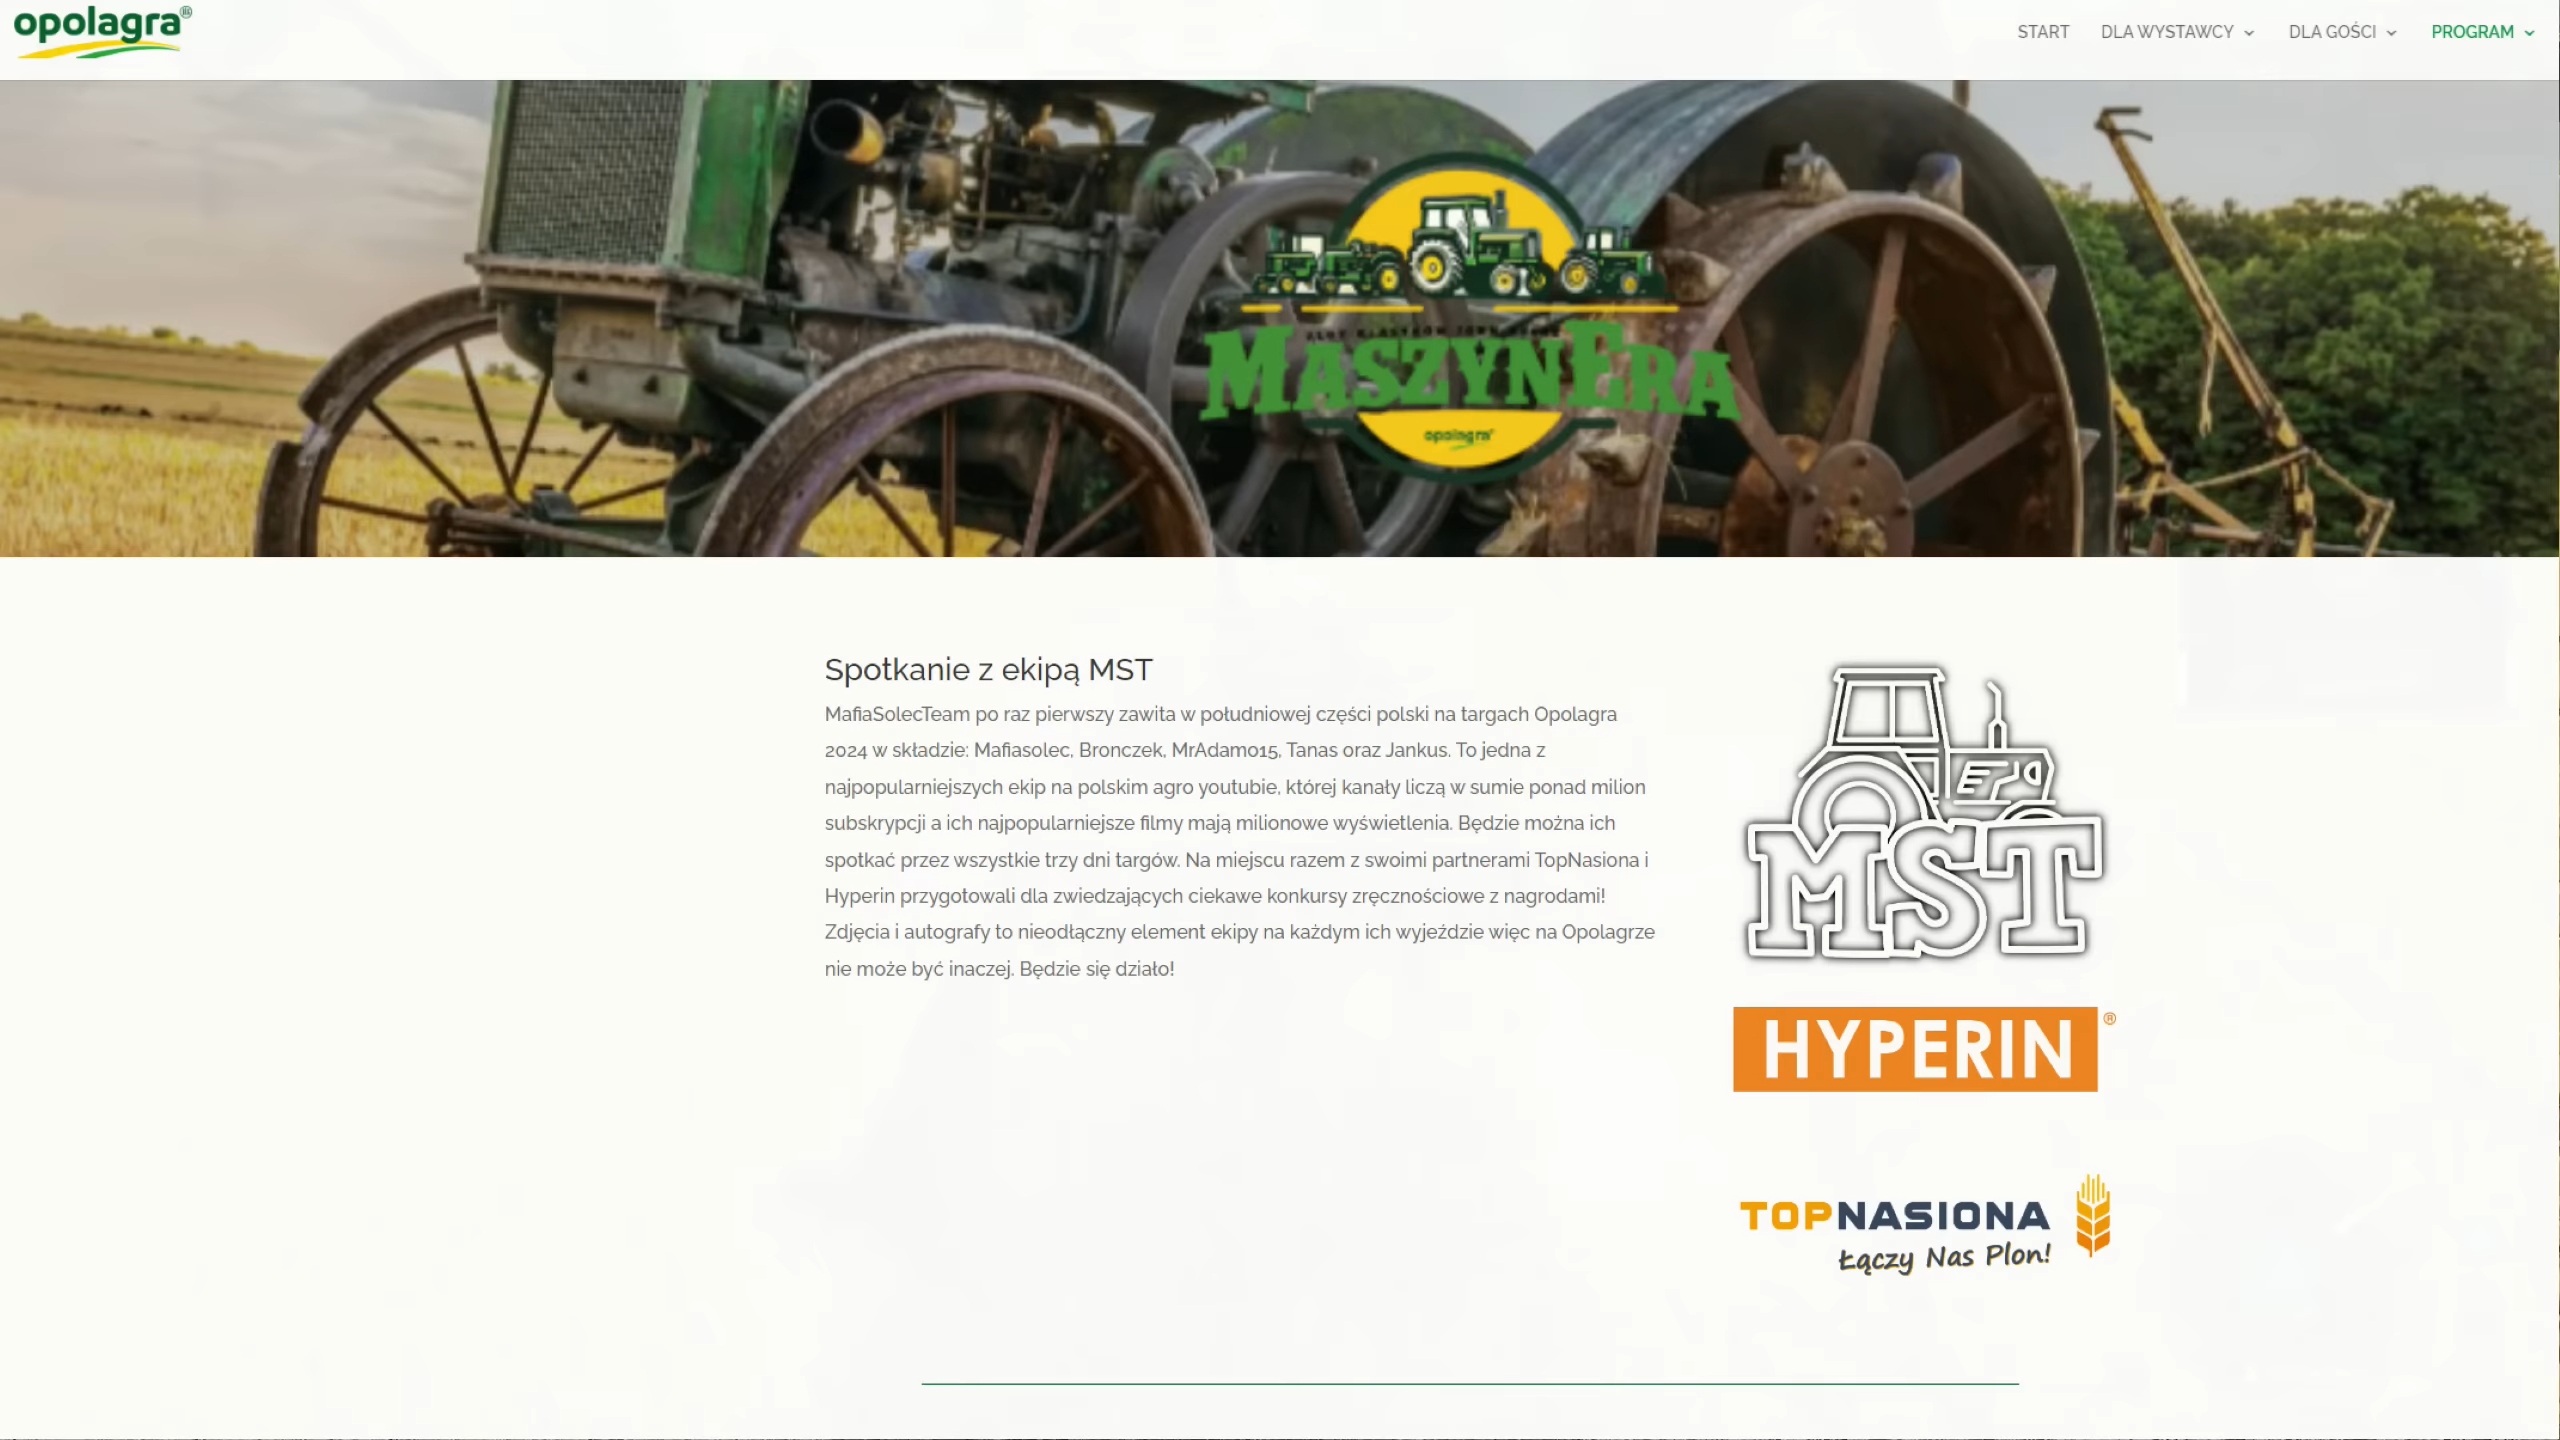 opolagra®
START DLA WYSTAWCY DLA GOŚCI PROGRAM
MASZYNERA
opolagra
Spotkanie z ekipą MST
MafiaSolecTeam po raz pierwszy zawita w południowej części polski na targach Opolagra
2024 w składzie: Mafiasolec, Bronczek, MrAdamo15, Tanas oraz Jankus. To jedna z
najpopularniejszych ekip na polskim agro youtubie, której kanały liczą w sumie ponad milion
subskrypcji a ich najpopularniejsze filmy mają milionowe wyświetlenia. Będzie można ich
spotkać przez wszystkie trzy dni targów. Na miejscu razem z swoimi partnerami TopNasiona i
Hyperin przygotowali dla zwiedzających ciekawe konkursy zręcznościowe z nagrodami!
Zdjęcia i autografy to nieodłączny element ekipy na każdym ich wyjeździe więc na Opolagrze
nie może być inaczej. Będzie się działo!
MST
HYPERIN®
TOPNASIONA
Łączy Nas Plon!